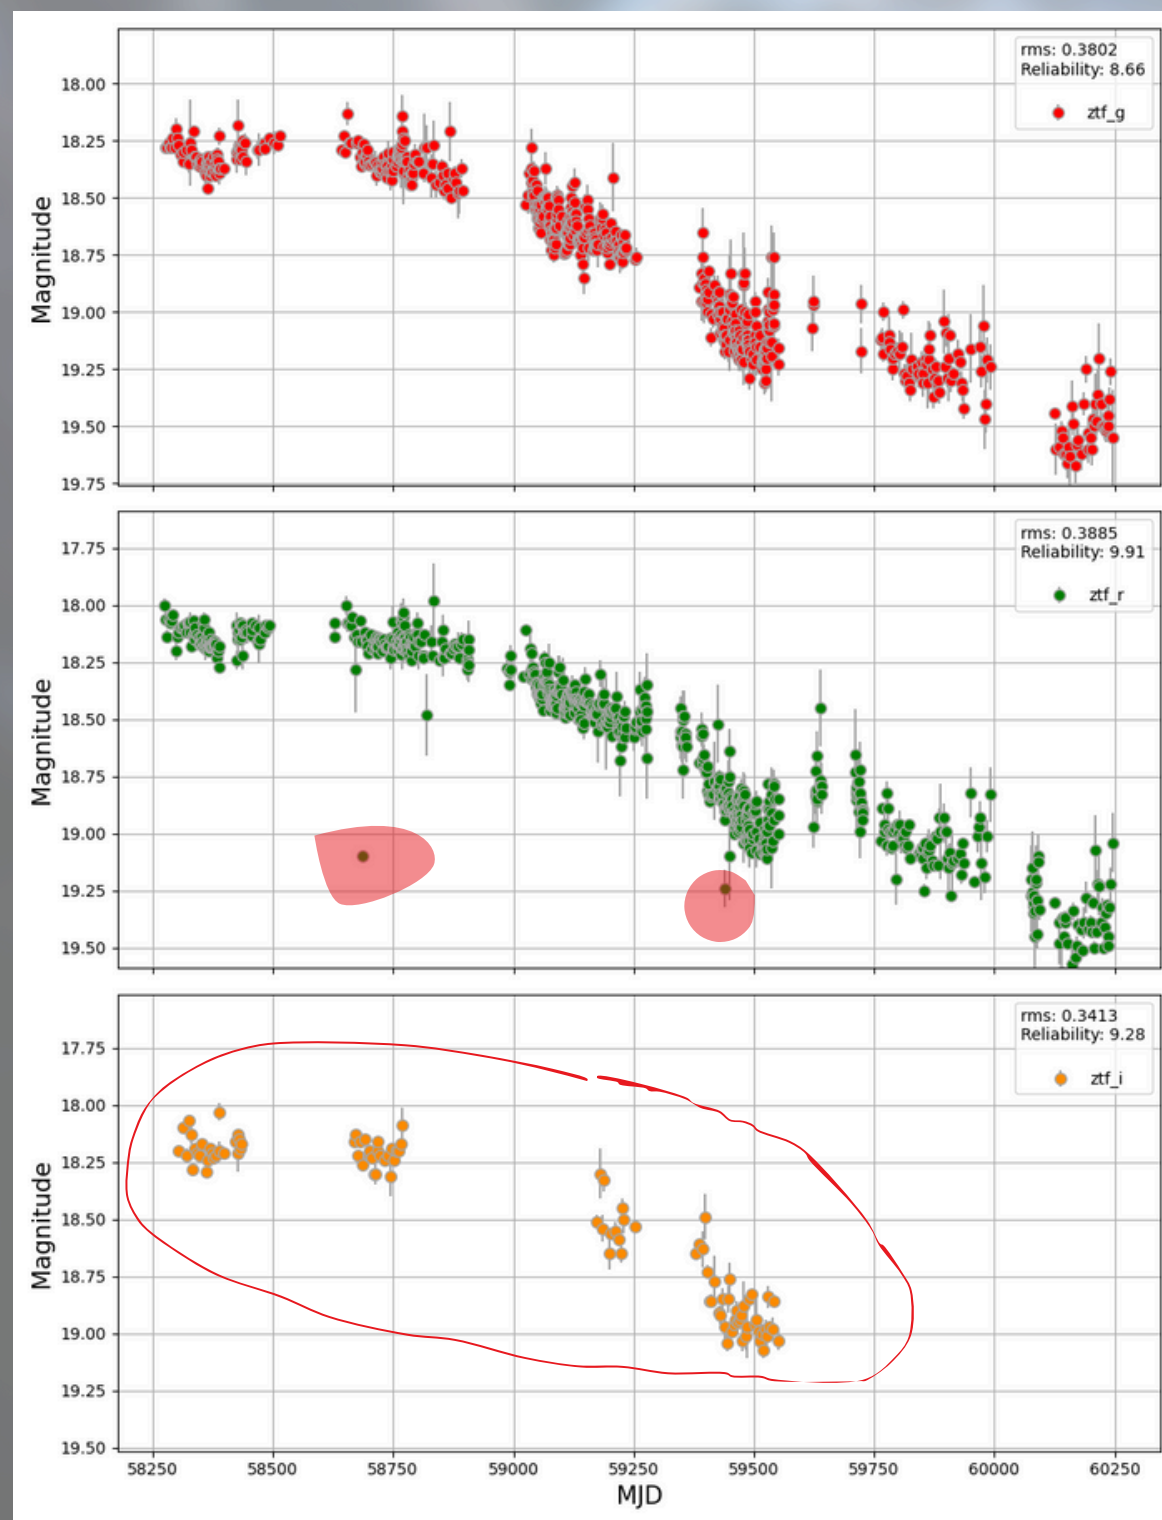 rms: 0.3802
Reliability: 8.66
ztf_g
18.00
18.25
18.50
18.75
19.00
19.25
19.50
19.75
Magnitude
rms: 0.3885
Reliability: 9.91
ztf_r
17.75
18.00
18.25
18.50
18.75
19.00
19.25
19.50
Magnitude
rms: 0.3413
Reliability: 9.28
ztf_i
17.75
18.00
18.25
18.50
18.75
19.00
19.25
19.50
Magnitude
58250 58500 58750 59000 59250 59500 59750 60000 60250
MJD